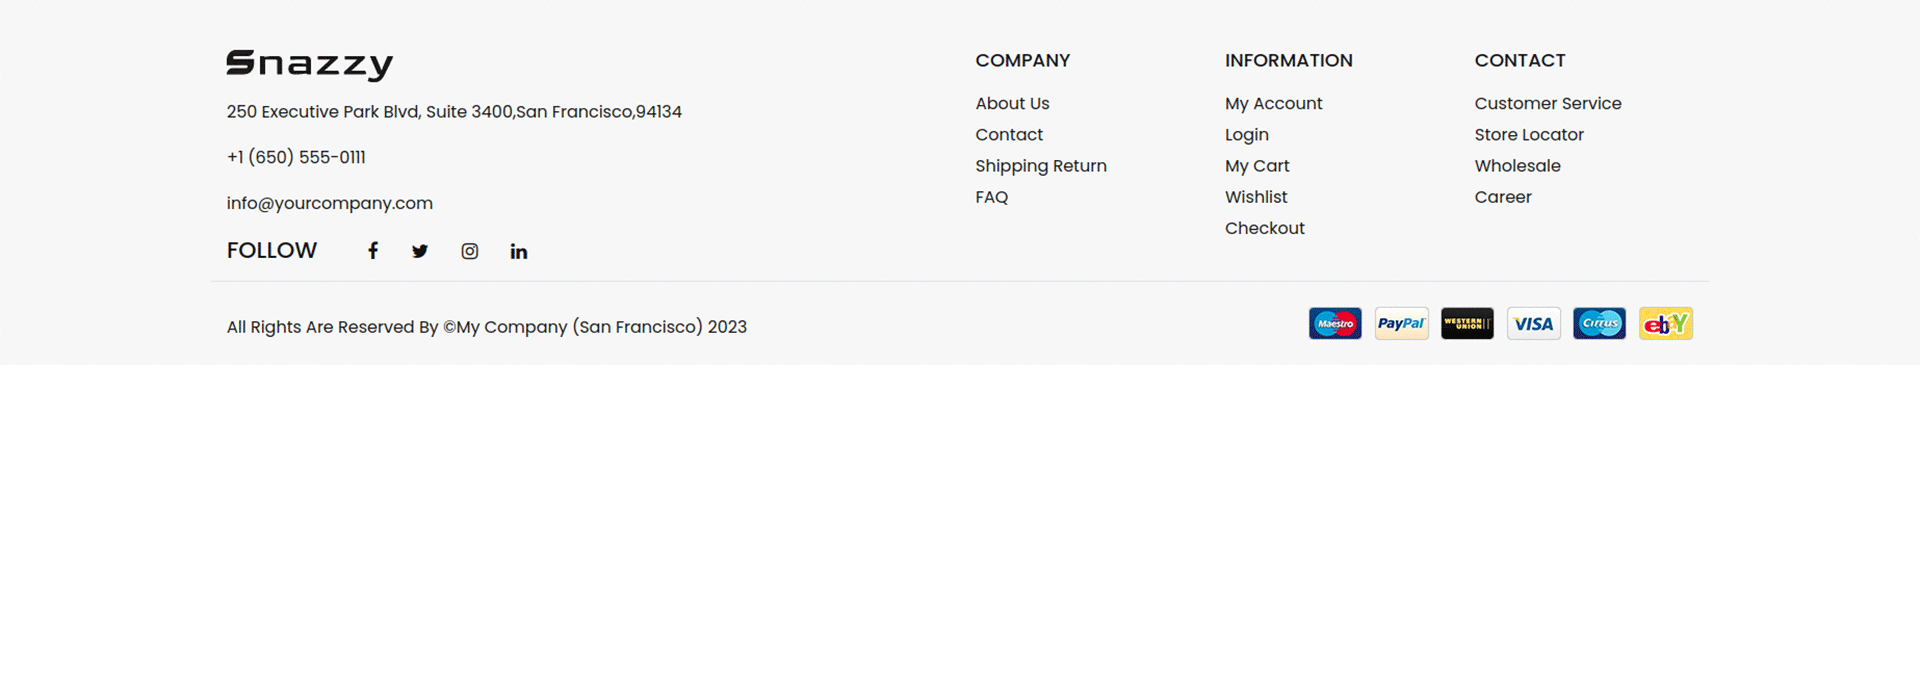 Snazzy
250 Executive Park Blvd, Suite 3400,San Francisco,94134
+1 (650) 555-0111
info@yourcompany.com
FOLLOW
COMPANY
About Us
Contact
Shipping Return
FAQ
INFORMATION
My Account
Login
My Cart
Wishlist
Checkout
CONTACT
Customer Service
Store Locator
Wholesale
Career
All Rights Are Reserved By ©My Company (San Francisco) 2023
Maestro
PayPal
WESTERN
UNION
VISA
Cirrus
ebaY